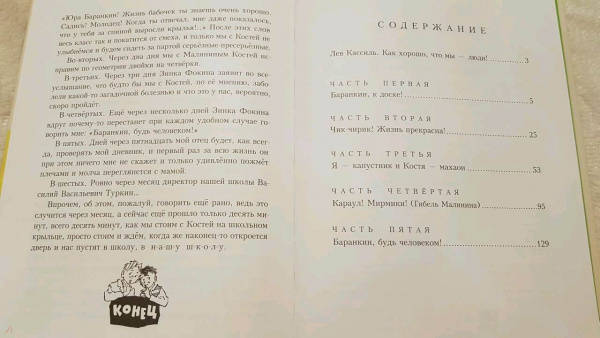 «Юра Баранкин! Жизнь бабочек ты знаешь очень хорошо.
Садись! Молодец! Когда ты отвечал, мне даже показалось,
что у тебя за спиной выросли крылья!..» После этих слов
весь класс так и покатится со смеха, и только мы с Костей не
улыбнёмся и будем сидеть за партой серьёзные-пресерьёзные.
Во-вторых. Через два дня мы с Малининым Костей ис-
правим по геометрии двойки на четвёрки.
В-третьих. Через три дня Зинка Фокина заявит во все-
услышание, что будто бы мы с Костей, по её мнению, забо-
лели какой-то загадочной болезнью и что это у нас, вероятно,
скоро пройдёт.
В-четвёртых. Ещё через несколько дней Зинка Фокина
вдруг почему-то перестанет при каждом удобном случае го-
ворить мне: «Баранкин, будь человеком!»
В пятых. Дней через пятнадцать мой отец будет, как все-
гда, проверять мой дневник, и первый раз за всю жизнь он
при этом ничего мне не скажет и только удивлённо пожмёт
плечами и молча переглянется с мамой.
В шестых. Ровно через месяц директор нашей школы Ва-
силий Васильевич Туркин...
Впрочем, об этом, пожалуй, говорить ещё рано, ведь это
случится через месяц, а сейчас ещё прошло только десять ми-
нут, всего десять минут, как мы стоим с Костей на школьном
крыльце, просто стоим и ждём, когда же наконец-то откроется
дверь и нас пустят в школу, в нашу школу.
КОНЕЦ
СОДЕРЖАНИЕ
Лев Кассиль. Как хорошо, что мы — люди! 3
ЧАСТЬ ПЕРВАЯ
Баранкин, к доске! 5
ЧАСТЬ ВТОРАЯ
Чик-чирик! Жизнь прекрасна! 25
ЧАСТЬ ТРЕТЬЯ
Я — капустник и Костя — махаон 53
ЧАСТЬ ЧЕТВЁРТАЯ
Караул! Мирмики! (Гибель Малинина) 95
ЧАСТЬ ПЯТАЯ
Баранкин, будь человеком! 129